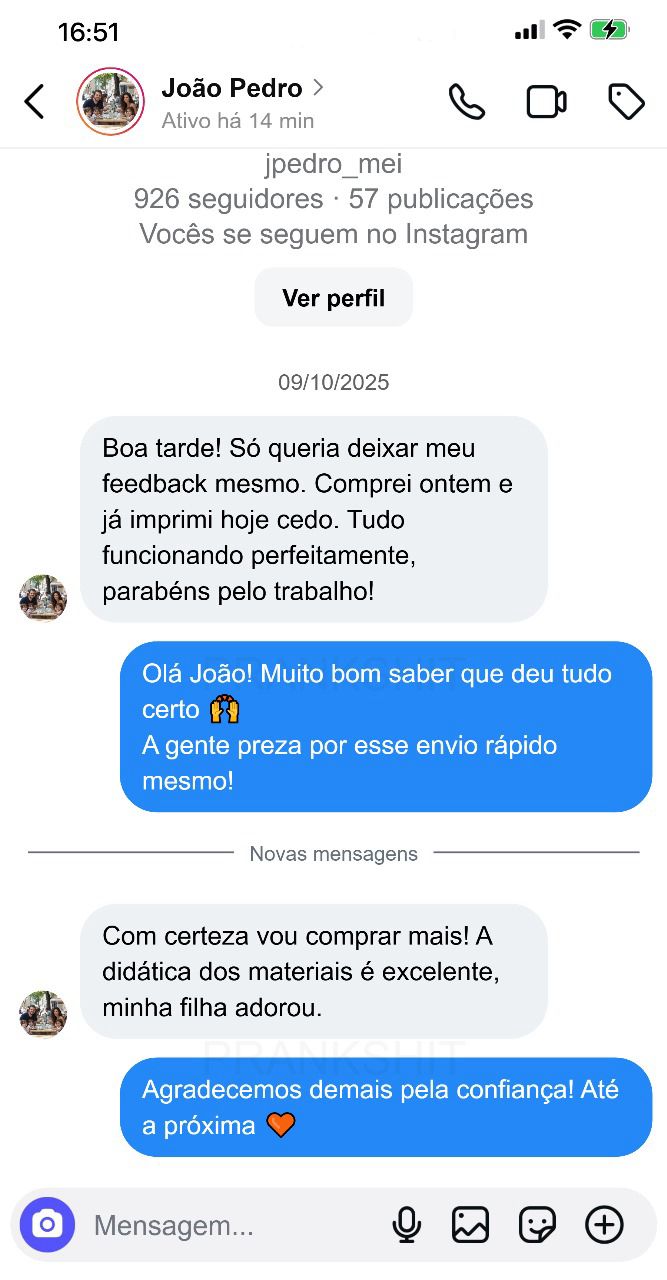 16:51
João Pedro
Ativo há 14 min
jpedro_mei
926 seguidores · 57 publicações
Vocês se seguem no Instagram
Ver perfil
09/10/2025
Boa tarde! Só queria deixar meu
feedback mesmo. Comprei ontem e
já imprimi hoje cedo. Tudo
funcionando perfeitamente,
parabéns pelo trabalho!
Olá João! Muito bom saber que deu tudo
certo 🙌
A gente preza por esse envio rápido
mesmo!
Novas mensagens
Com certeza vou comprar mais! A
didática dos materiais é excelente,
minha filha adorou.
PRANKSHIT
Agradecemos demais pela confiança! Até
a próxima 🧡
Mensagem...